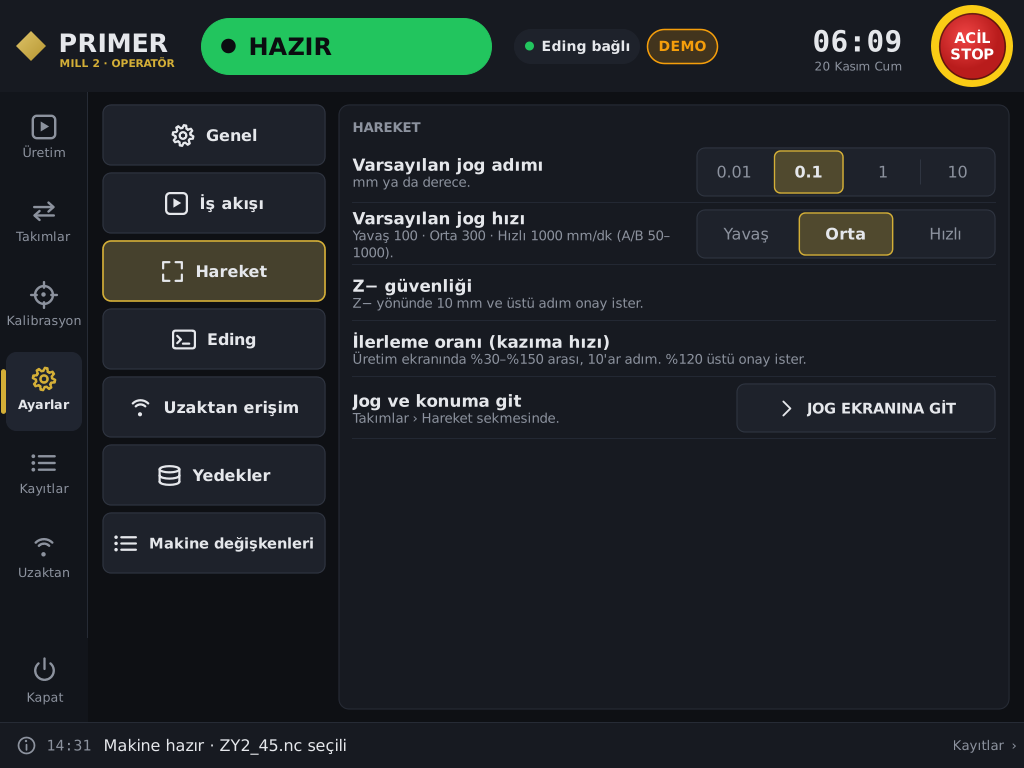 PRIMER
MILL 2 · OPERATÖR
HAZIR
Eding bağlı
DEMO
06:09
20 Kasım Cum
ACİL
STOP
Üretim
Takımlar
Kalibrasyon
Ayarlar
Kayıtlar
Uzaktan
Kapat
Genel
İş akışı
Hareket
Eding
Uzaktan erişim
Yedekler
Makine değişkenleri
HAREKET
Varsayılan jog adımı
mm ya da derece.
0.01 0.1 1 10
Varsayılan jog hızı
Yavaş 100 · Orta 300 · Hızlı 1000 mm/dk (A/B 50–
1000).
Yavaş Orta Hızlı
Z− güvenliği
Z− yönünde 10 mm ve üstü adım onay ister.
İlerleme oranı (kazıma hızı)
Üretim ekranında %30–%150 arası, 10'ar adım. %120 üstü onay ister.
Jog ve konuma git
Takımlar › Hareket sekmesinde.
JOG EKRANINA GİT
14:31 Makine hazır · ZY2_45.nc seçili
Kayıtlar ›